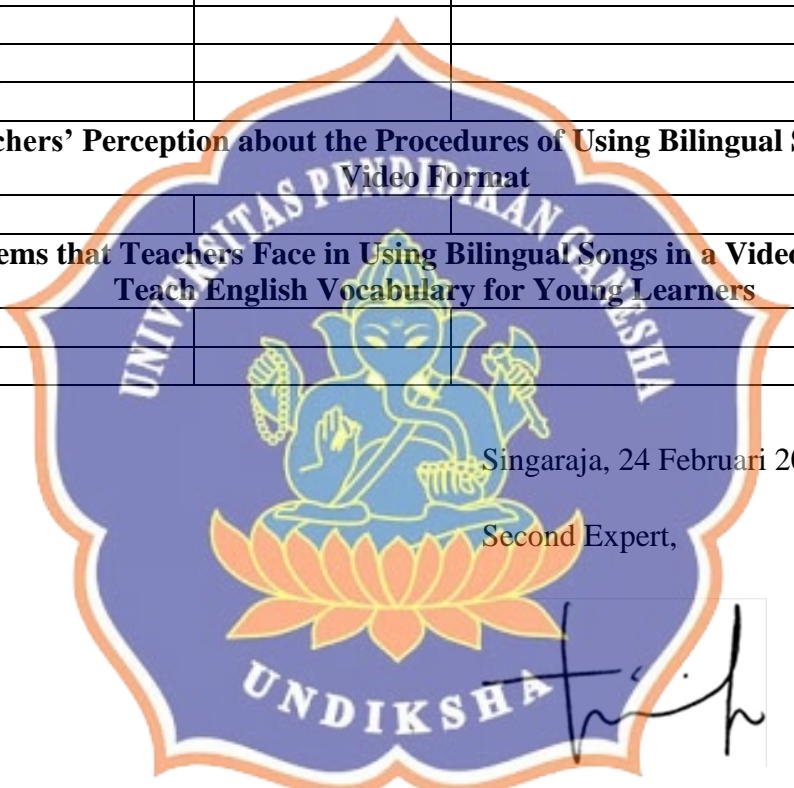 chers’ Perception about the Procedures of Using Bilingual S
Video Format
ems that Teachers Face in Using Bilingual Songs in a Video
Teach English Vocabulary for Young Learners
UNIVERSITAS PENDIDIKAN GANESHA
Singaraja, 24 Februari 20
Second Expert,
UNDIKSHA